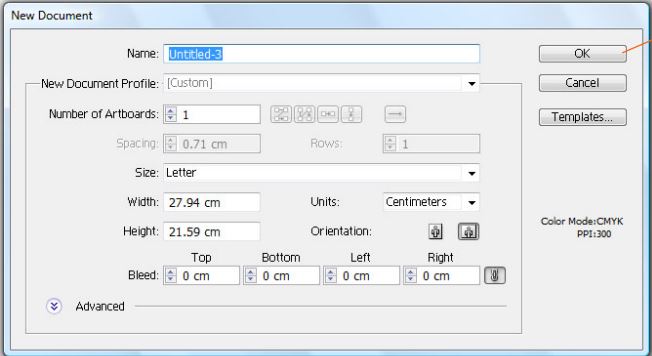 New Document
Name: Untitled-3
OK
New Document Profile: [Custom]
Cancel
Number of Artboards: 1
Templates...
Spacing: 0.71 cm Rows: 1
Size: Letter
Width: 27.94 cm Units: Centimeters
Height: 21.59 cm Orientation:
Color Mode:CMYK
PPI:300
Top Bottom Left Right
Bleed: 0 cm 0 cm 0 cm 0 cm
Advanced